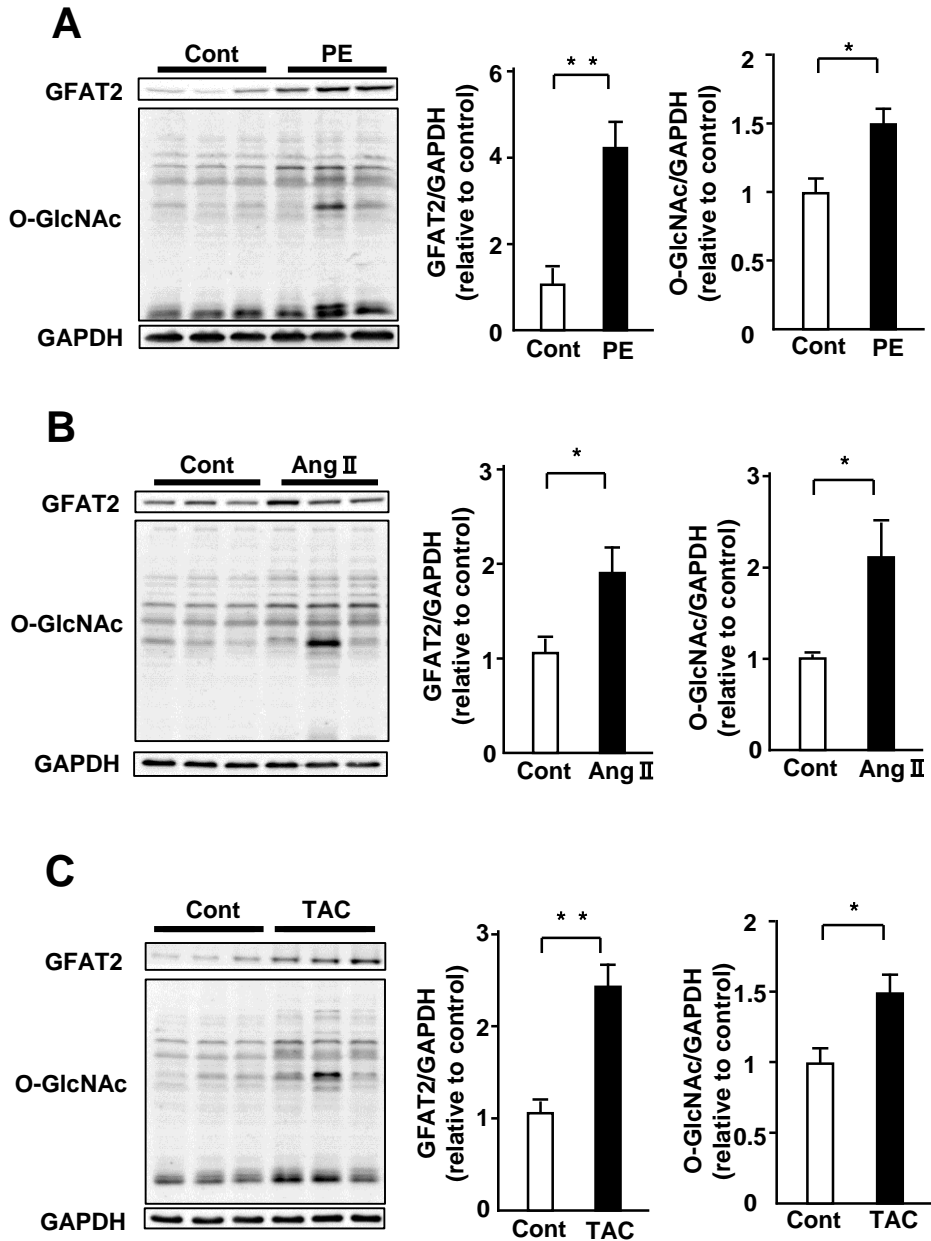 A
Cont PE
GFAT2
O-GlcNAc
GAPDH
GFAT2/GAPDH
(relative to control)
6
4
2
0
* *
Cont PE
O-GlcNAc/GAPDH
(relative to control)
2
1.5
1
0.5
0
*
Cont PE
B
Cont Ang Ⅱ
GFAT2
O-GlcNAc
GAPDH
GFAT2/GAPDH
(relative to control)
3
2
1
0
*
Cont Ang Ⅱ
O-GlcNAc/GAPDH
(relative to control)
3
2
1
0
*
Cont Ang Ⅱ
C
Cont TAC
GFAT2
O-GlcNAc
GAPDH
GFAT2/GAPDH
(relative to control)
3
2
1
0
* *
Cont TAC
O-GlcNAc/GAPDH
(relative to control)
2
1.5
1
0.5
0
*
Cont TAC